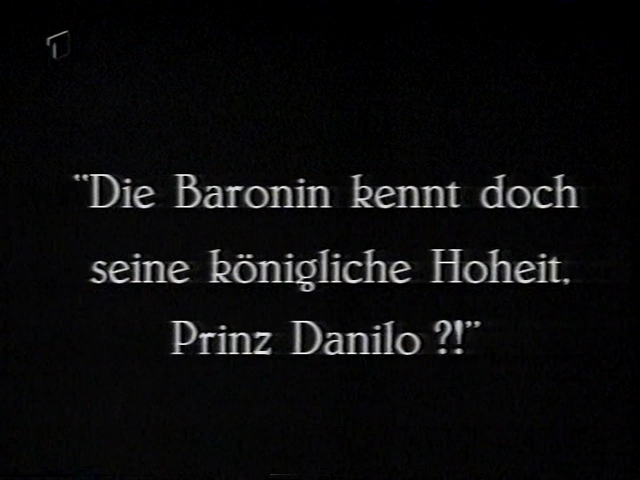 "Die Baronin kennt doch
seine königliche Hoheit,
Prinz Danilo ?!"